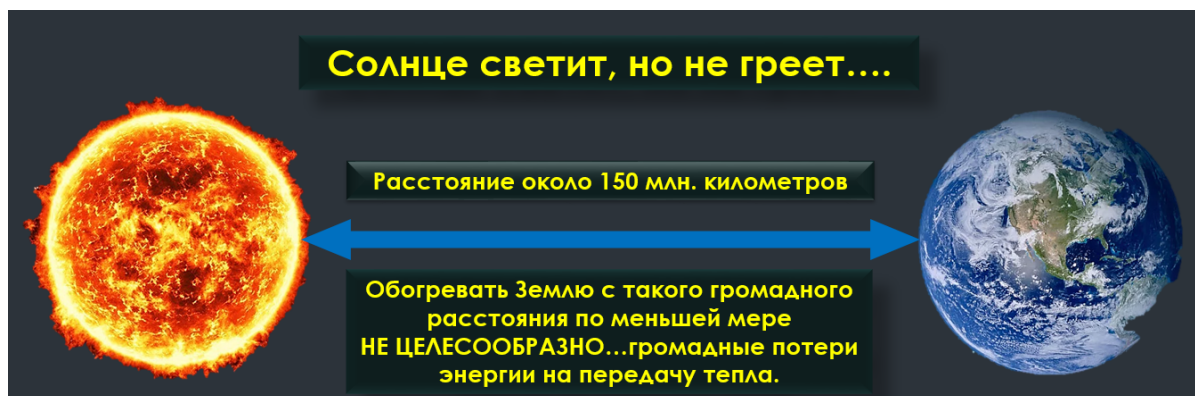 Солнце светит, но не греет….
Расстояние около 150 млн. километров
Обогревать Землю с такого громадного
расстояния по меньшей мере
НЕ ЦЕЛЕСООБРАЗНО…громадные потери
энергии на передачу тепла.